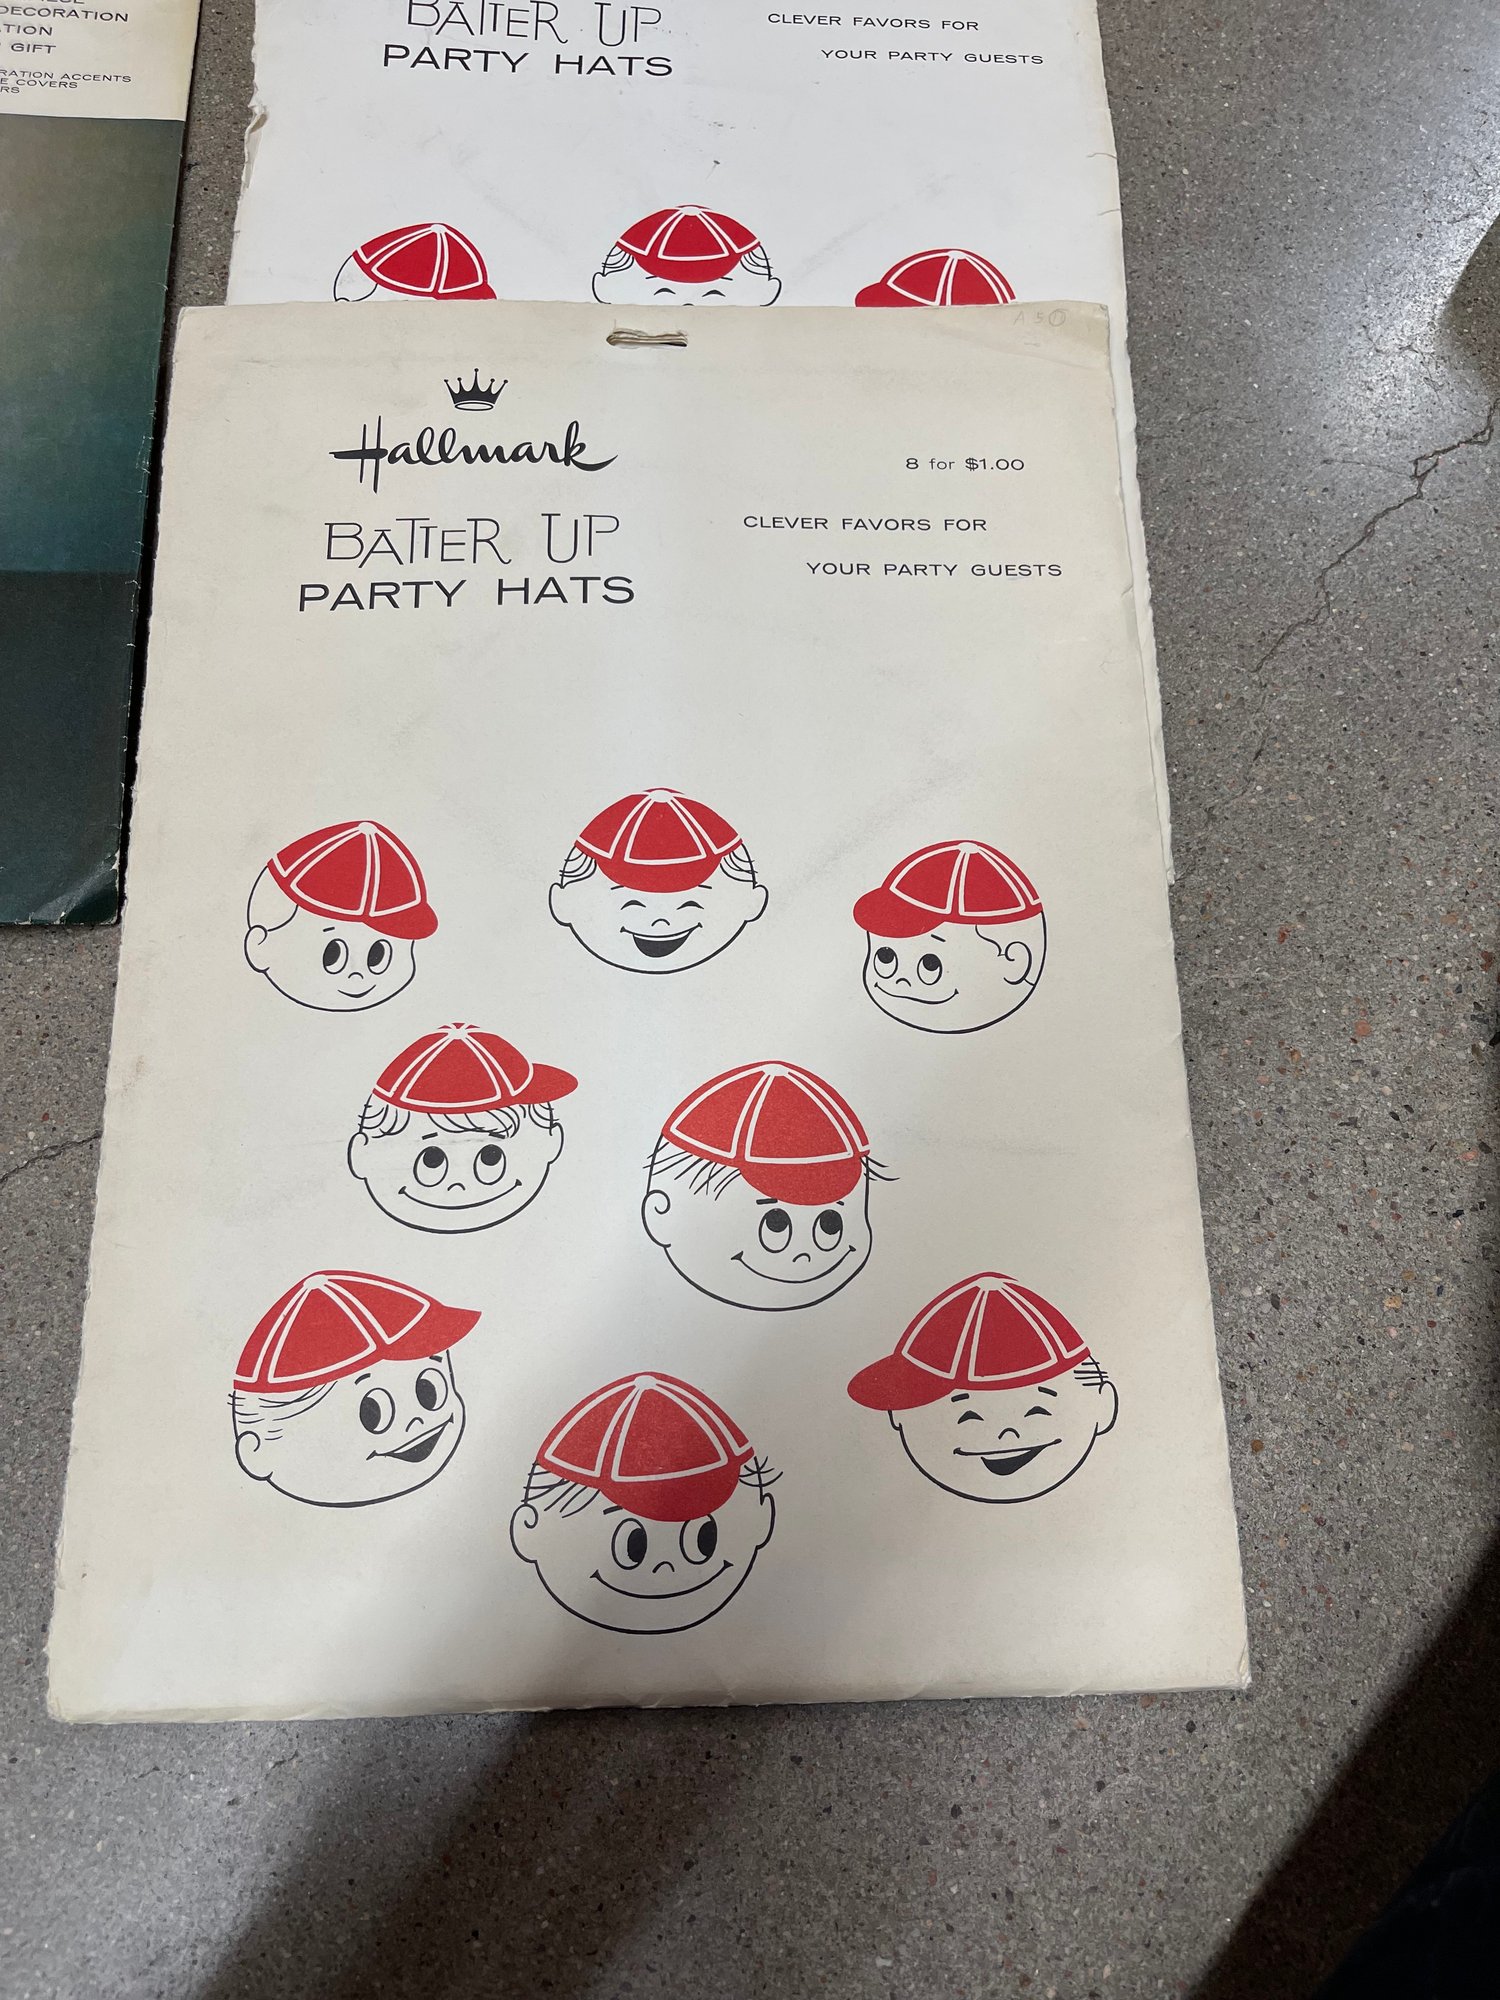 DECORATION
GIFT
RATION ACCENTS
E COVERS
RS
BATTER UP
PARTY HATS
CLEVER FAVORS FOR
YOUR PARTY GUESTS
A 50
Hallmark
8 for $1.00
BATTER UP
PARTY HATS
CLEVER FAVORS FOR
YOUR PARTY GUESTS